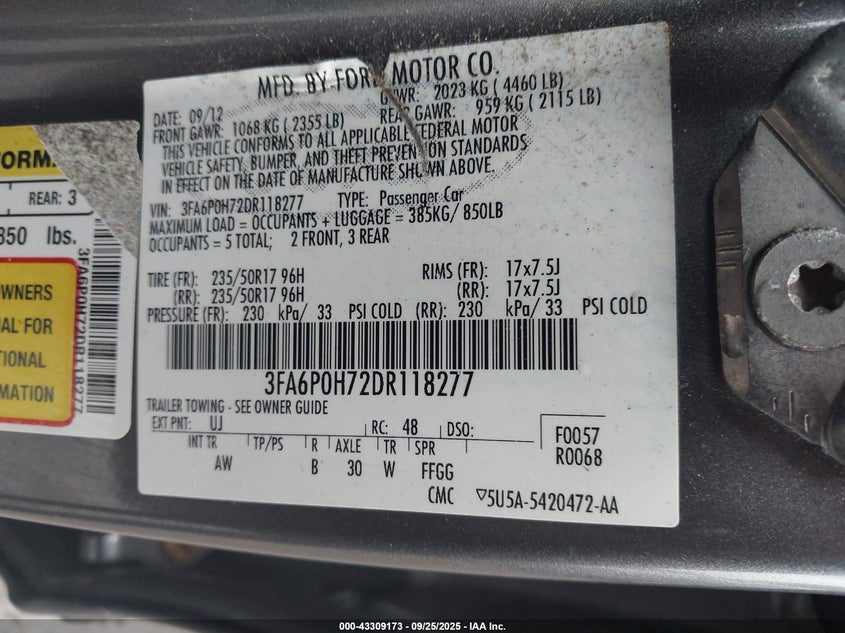 MFD. BY FORD MOTOR CO.
DATE: 09/12 GVWR: 2023 KG ( 4460 LB)
FRONT GAWR: 1068 KG ( 2355 LB) REAR GAWR: 959 KG ( 2115 LB)
THIS VEHICLE CONFORMS TO ALL APPLICABLE FEDERAL MOTOR
VEHICLE SAFETY, BUMPER, AND THEFT PREVENTION STANDARDS
IN EFFECT ON THE DATE OF MANUFACTURE SHOWN ABOVE.
VIN: 3FA6P0H72DR118277 TYPE: Passenger Car
MAXIMUM LOAD = OCCUPANTS + LUGGAGE = 385KG/ 850LB
OCCUPANTS = 5 TOTAL; 2 FRONT, 3 REAR
TIRE (FR): 235/50R17 96H RIMS (FR): 17x7.5J
(RR): 235/50R17 96H (RR): 17x7.5J
PRESSURE (FR): 230 kPa/ 33 PSI COLD (RR): 230 kPa/ 33 PSI COLD
3FA6P0H72DR118277
TRAILER TOWING - SEE OWNER GUIDE
EXT PNT: UJ RC: 48 DSO:
INT TR TP/PS R AXLE TR SPR
AW B 30 W FFGG
F0057
R0068
CMC ▽5U5A-5420472-AA
FORM
REAR: 3
850 lbs.
OWNERS
AL FOR
TIONAL
MATION
3FA6P0H72DR118277
000-43309173 - 09/25/2025 - IAA Inc.